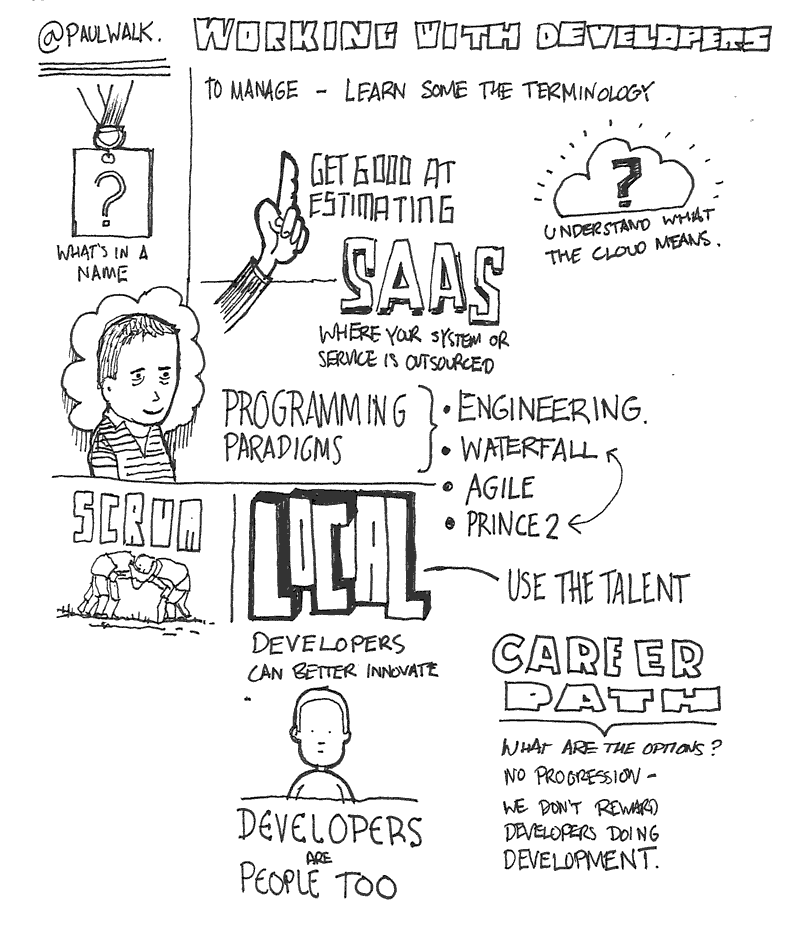 @PAULWALK.
WORKING WITH DEVELOPERS
TO MANAGE - LEARN SOME THE TERMINOLOGY
?
WHAT'S IN A
NAME
GET GOOD AT
ESTIMATING
?
UNDERSTAND WHAT
THE CLOUD MEANS.
SAAS
WHERE YOUR SYSTEM OR
SERVICE IS OUTSOURCED
PROGRAMMING
PARADIGMS
• ENGINEERING.
• WATERFALL
• AGILE
• PRINCE 2
SCRUM
LOCAL
USE THE TALENT
DEVELOPERS
CAN BETTER INNOVATE
DEVELOPERS
ARE
PEOPLE TOO
CAREER
PATH
WHAT ARE THE OPTIONS?
NO PROGRESSION -
WE DON'T REWARD
DEVELOPERS DOING
DEVELOPMENT.